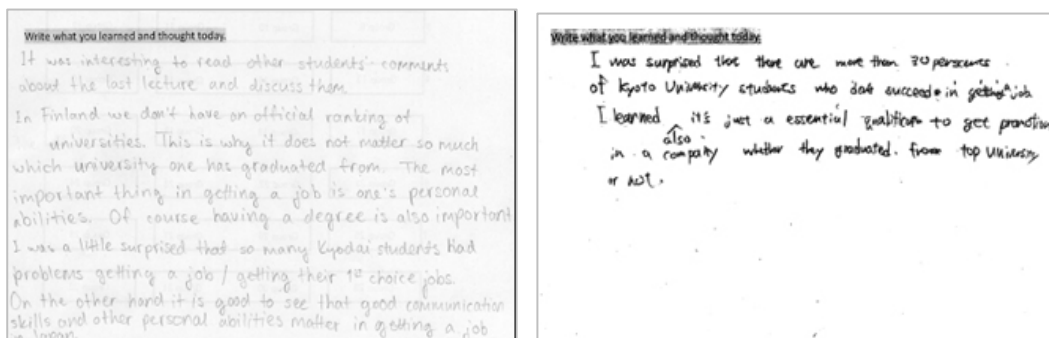 Write what you learned and thought today.
It was interesting to read other students' comments
about the last lecture and discuss them.
In Finland we don't have an official ranking of
universities. This is why it does not matter so much
which university one has graduated from. The most
important thing in getting a job is one's personal
abilities. Of course having a degree is also important
I was a little surprised that so many Kyodai students had
problems getting a job / getting their 1st choice jobs.
On the other hand it is good to see that good communication
skills and other personal abilities matter in getting a job
in Japan.
Write what you learned and thought today.
I was surprised that there are more than 30
of Kyoto University students who don't succeed in getting a job
I learned it's just a essential to get promotion
also
in a company whether they graduated from top University
or not.